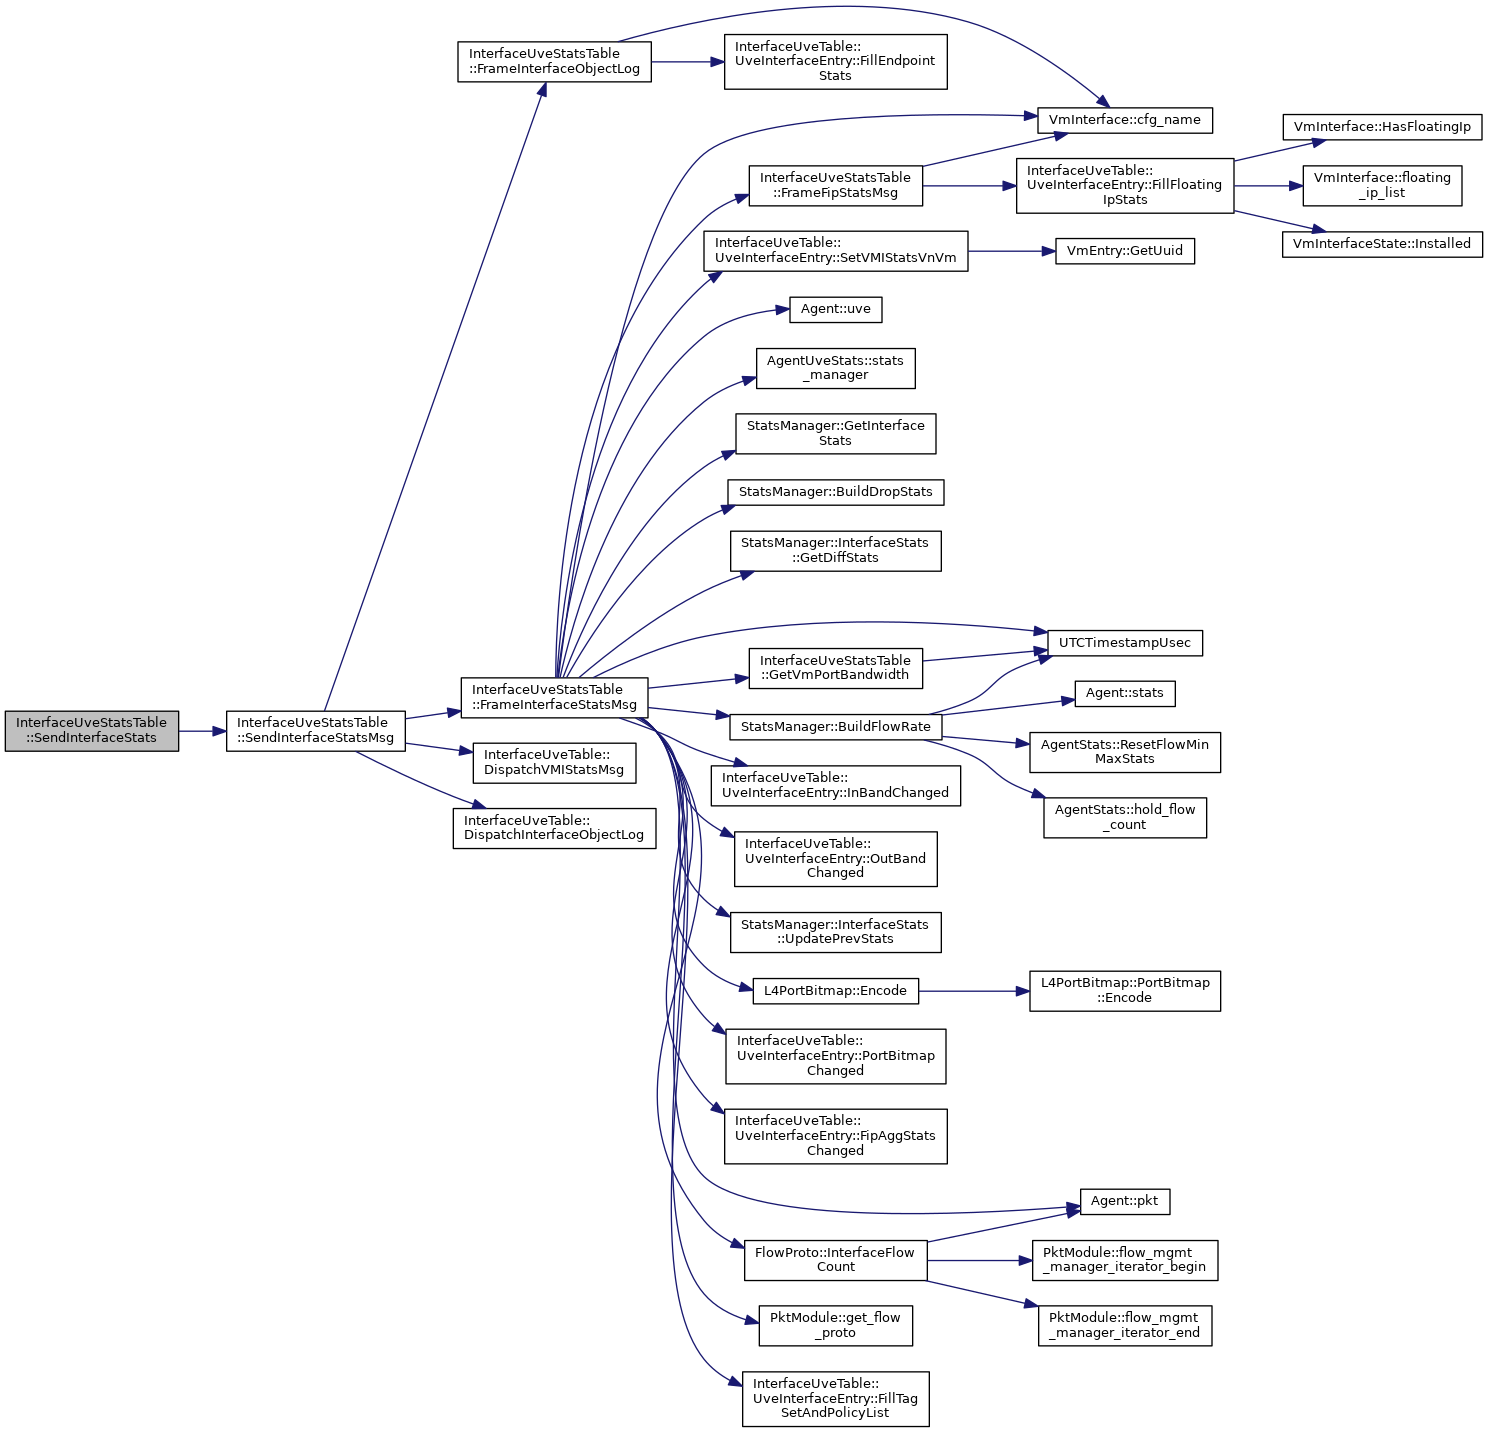 InterfaceUveStatsTable
::SendInterfaceStats
InterfaceUveStatsTable
::SendInterfaceStatsMsg
InterfaceUveStatsTable
::FrameInterfaceObjectLog
InterfaceUveStatsTable
::FrameInterfaceStatsMsg
InterfaceUveTable::
DispatchVMIStatsMsg
InterfaceUveTable::
DispatchInterfaceObjectLog
InterfaceUveTable::
UveInterfaceEntry::FillEndpoint
Stats
VmInterface::cfg_name
InterfaceUveStatsTable
::FrameFipStatsMsg
InterfaceUveTable::
UveInterfaceEntry::FillFloating
IpStats
VmInterface::HasFloatingIp
VmInterface::floating
_ip_list
VmInterfaceState::Installed
InterfaceUveTable::
UveInterfaceEntry::SetVMIStatsVnVm
VmEntry::GetUuid
Agent::uve
AgentUveStats::stats
_manager
StatsManager::GetInterface
Stats
StatsManager::BuildDropStats
StatsManager::InterfaceStats
::GetDiffStats
UTCTimestampUsec
InterfaceUveStatsTable
::GetVmPortBandwidth
StatsManager::BuildFlowRate
Agent::stats
AgentStats::ResetFlowMin
MaxStats
AgentStats::hold_flow
_count
InterfaceUveTable::
UveInterfaceEntry::InBandChanged
InterfaceUveTable::
UveInterfaceEntry::OutBand
Changed
StatsManager::InterfaceStats
::UpdatePrevStats
L4PortBitmap::Encode
L4PortBitmap::PortBitmap
::Encode
InterfaceUveTable::
UveInterfaceEntry::PortBitmap
Changed
InterfaceUveTable::
UveInterfaceEntry::FipAggStats
Changed
Agent::pkt
FlowProto::InterfaceFlow
Count
PktModule::flow_mgmt
_manager_iterator_begin
PktModule::flow_mgmt
_manager_iterator_end
PktModule::get_flow
_proto
InterfaceUveTable::
UveInterfaceEntry::FillTag
SetAndPolicyList